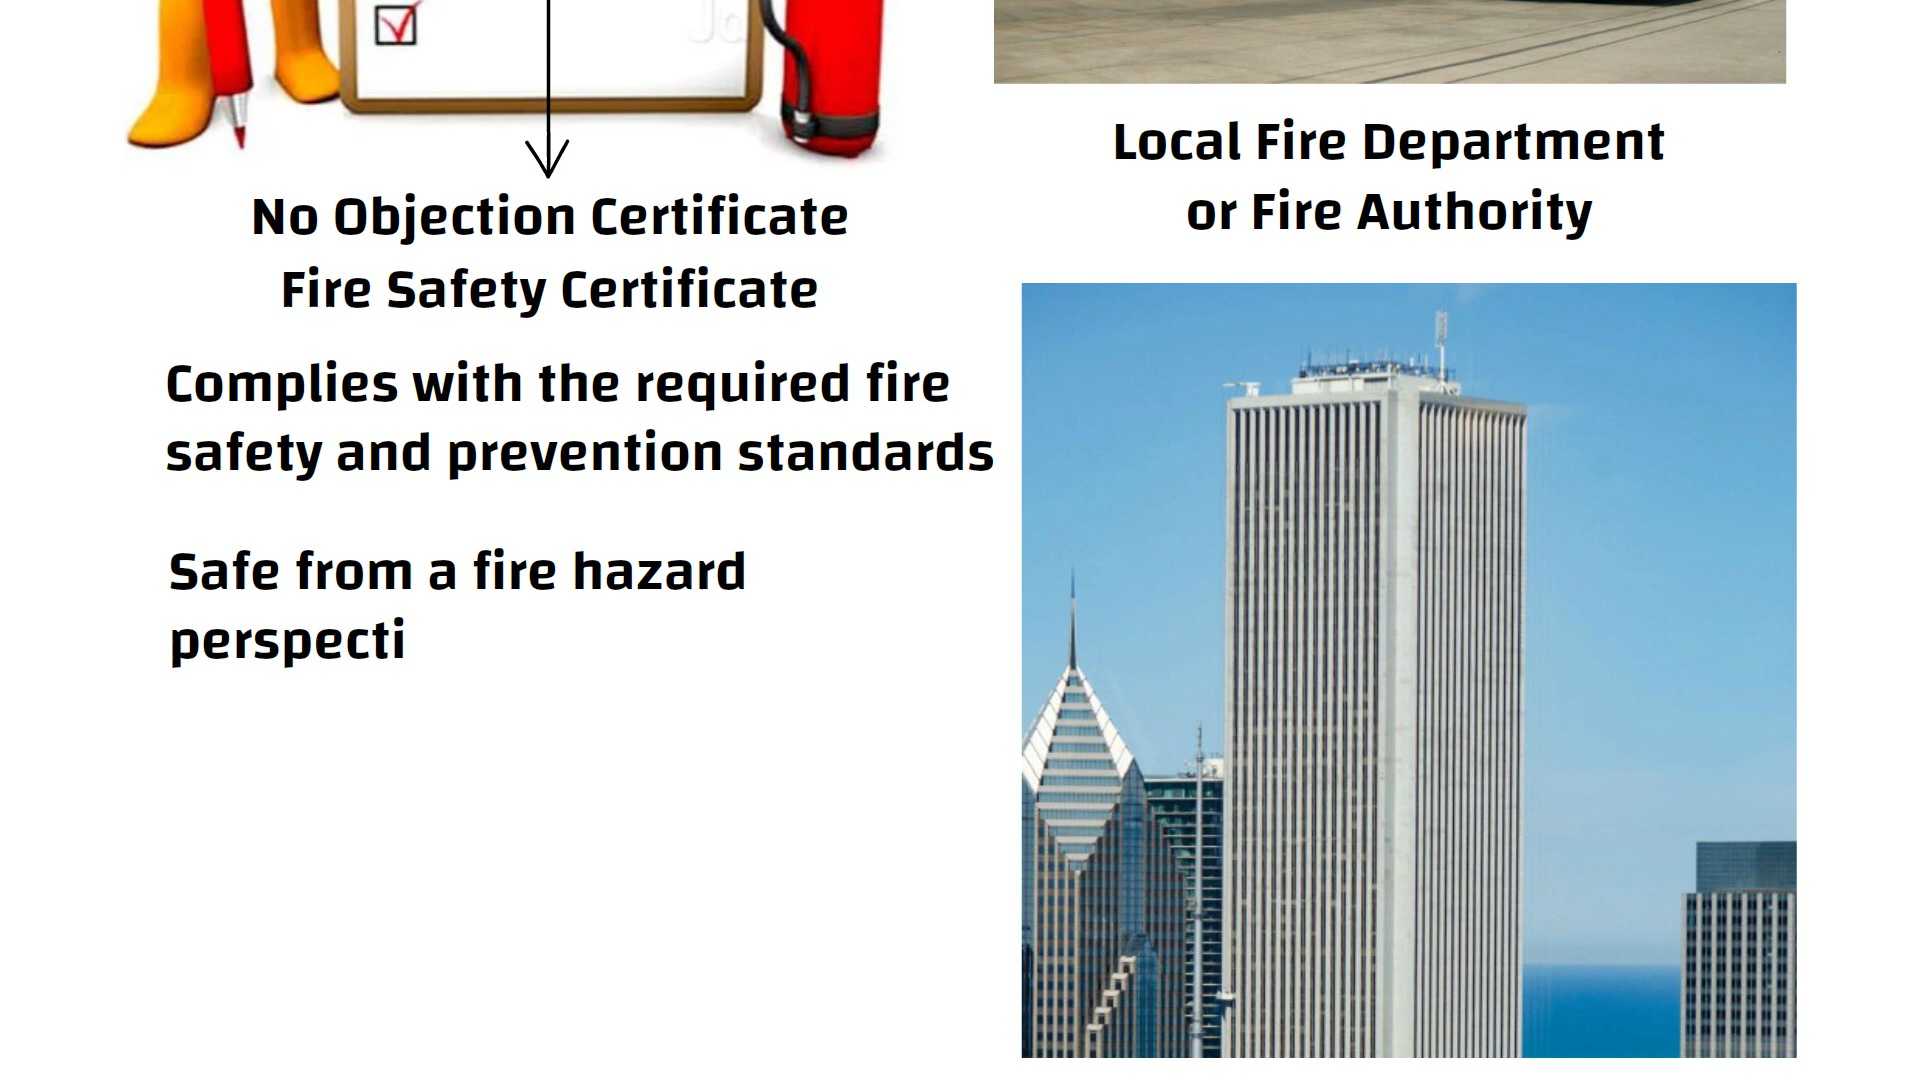 No Objection Certificate
Fire Safety Certificate
Complies with the required fire
safety and prevention standards
Safe from a fire hazard
perspecti
Local Fire Department
or Fire Authority